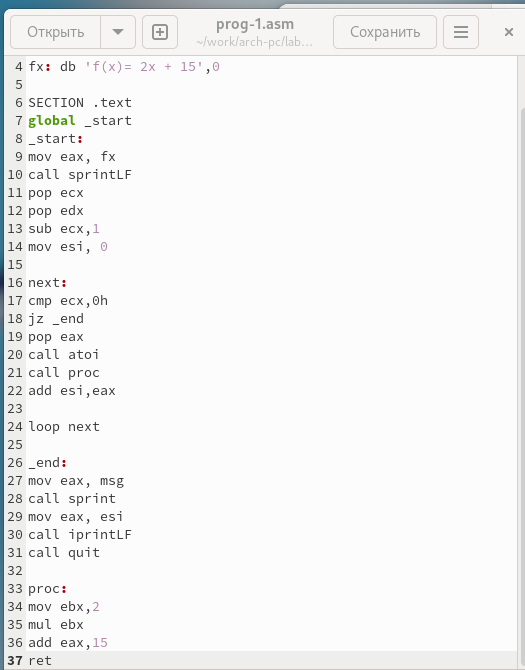 Открыть
prog-1.asm
~/work/arch-pc/lab...
Сохранить
4 fx: db 'f(x)= 2x + 15',0
5
6 SECTION .text
7 global _start
8 _start:
9 mov eax, fx
10 call sprintLF
11 pop ecx
12 pop edx
13 sub ecx,1
14 mov esi, 0
15
16 next:
17 cmp ecx,0h
18 jz _end
19 pop eax
20 call atoi
21 call proc
22 add esi,eax
23
24 loop next
25
26 _end:
27 mov eax, msg
28 call sprint
29 mov eax, esi
30 call iprintLF
31 call quit
32
33 proc:
34 mov ebx,2
35 mul ebx
36 add eax,15
37 ret